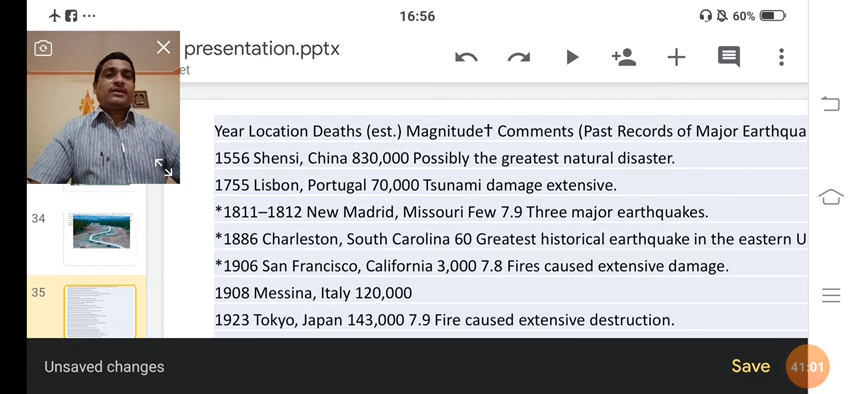 16:56
60%
presentation.pptx
et
Year Location Deaths (est.) Magnitude† Comments (Past Records of Major Earthqua
1556 Shensi, China 830,000 Possibly the greatest natural disaster.
1755 Lisbon, Portugal 70,000 Tsunami damage extensive.
*1811–1812 New Madrid, Missouri Few 7.9 Three major earthquakes.
*1886 Charleston, South Carolina 60 Greatest historical earthquake in the eastern U
*1906 San Francisco, California 3,000 7.8 Fires caused extensive damage.
1908 Messina, Italy 120,000
1923 Tokyo, Japan 143,000 7.9 Fire caused extensive destruction.
34
35
Unsaved changes
Save
41:01